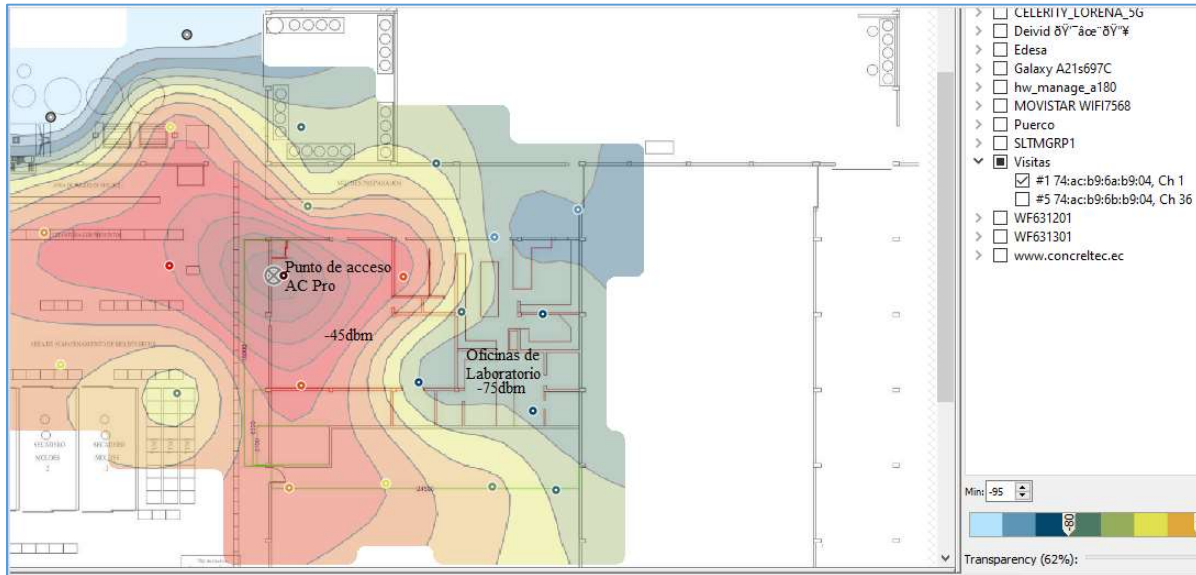 CELERITY_LORENA_5G
Deivid ðŸ’¨âœ¨ðŸ"¥
Edesa
Galaxy A21s697C
hw_manage_a180
MOVISTAR WIFI7568
Puerco
SLTMGRP1
Visitas
#1 74:ac:b9:6a:b9:04, Ch 1
#5 74:ac:b9:6b:b9:04, Ch 36
WF631201
WF631301
www.concreltec.ec
Punto de acceso
AC Pro
-45dbm
Oficinas de
Laboratorio
-75dbm
Min: -95
-80
Transparency (62%):